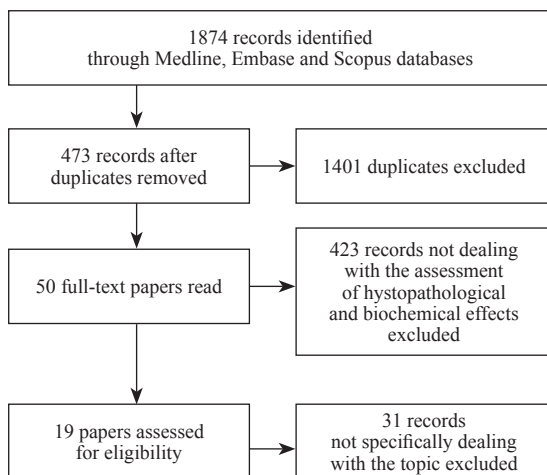 1874 records identified
through Medline, Embase and Scopus databases
473 records after
duplicates removed
1401 duplicates excluded
50 full-text papers read
423 records not dealing
with the assessment
of hystopathological
and biochemical effects
excluded
19 papers assessed
for eligibility
31 records
not specifically dealing
with the topic excluded